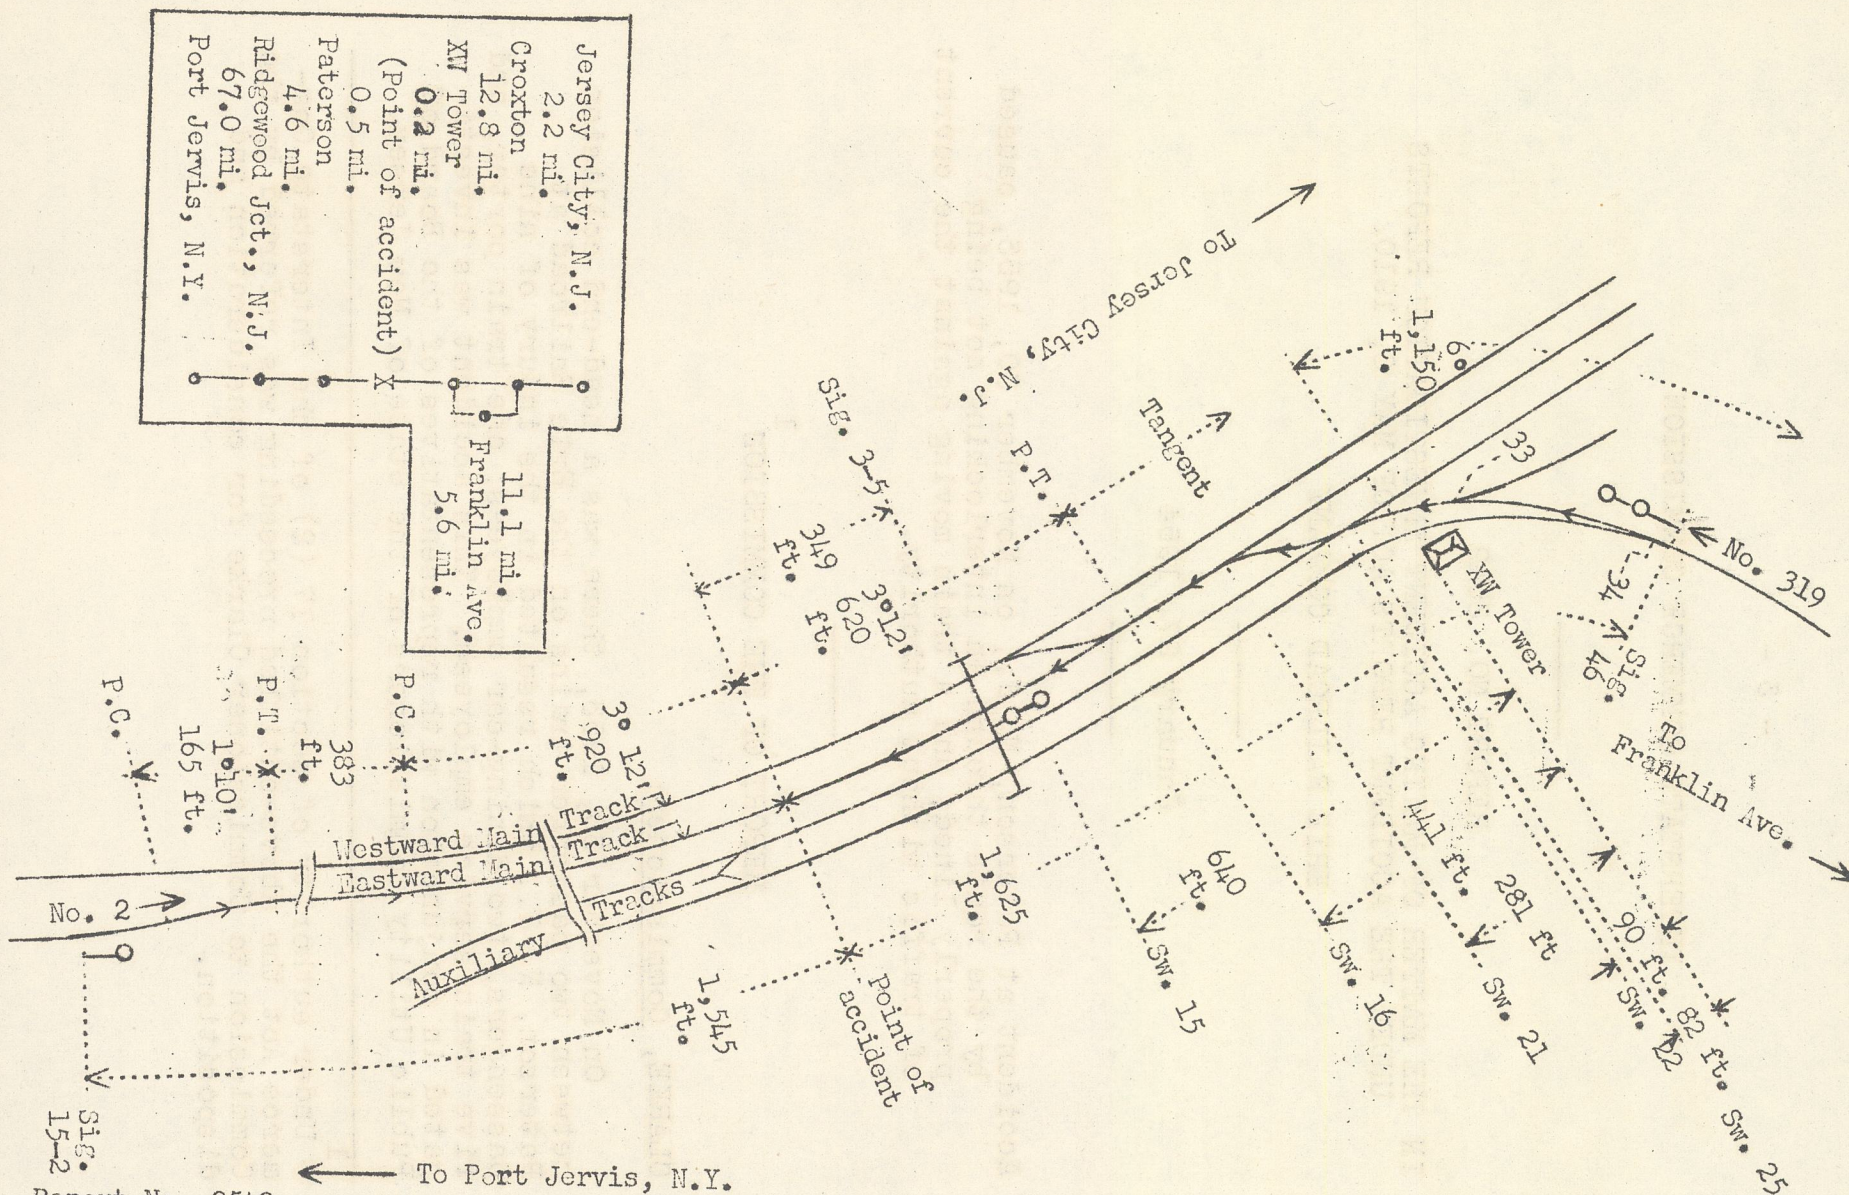 Jersey City, N.J.
2.2 mi.
Croxton
12.8 mi.
XW Tower
0.2 mi.
(Point of accident)
0.5 mi.
Paterson
4.6 mi.
Ridgewood Jct., N.J.
67.0 mi.
Port Jervis, N.Y.
X
11.1 mi.
Franklin Ave.
5.6 mi.
To Jersey City, N.J.
6°
1,150
ft.
33
No. 319
34
Sig.
46
XW Tower
To
Franklin Ave.
Tangent
P.T.
Sig. 3-5
349
ft.
3°12'
620
ft.
3° 12'
920
ft.
P.C.
383
ft.
P.T.
1°10'
165 ft.
P.C.
Westward Main Track
Eastward Main Track
Auxiliary Tracks
No. 2
Sig.
15-2
1,545
ft.
Point of
accident
1,625
ft.
640
ft.
441 ft.
281 ft
90 ft.
82 ft.
Sw. 15
Sw. 16
Sw. 21
Sw. 22
Sw. 25
To Port Jervis, N.Y.